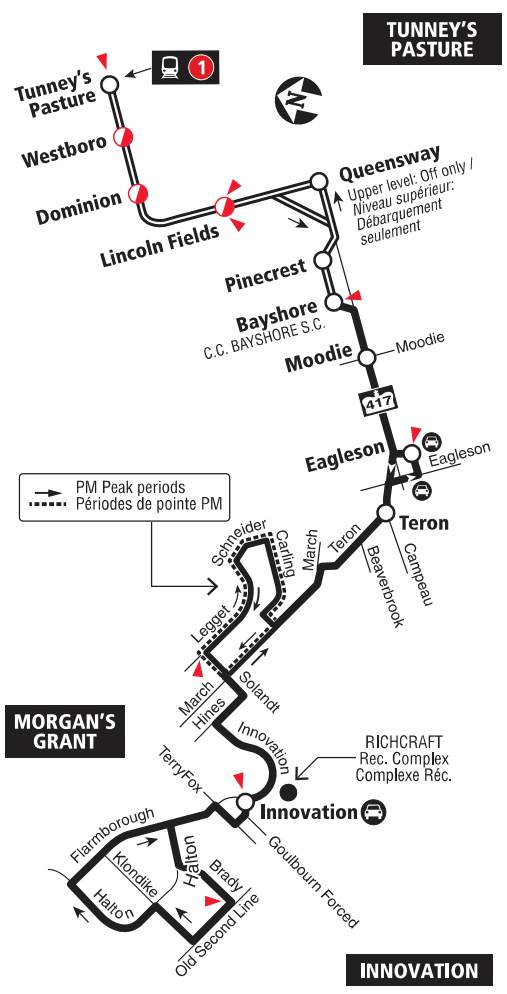 TUNNEY'S
PASTURE
1
Tunney's
Pasture
N
Westboro
Queensway
Upper level: Off only /
Niveau supérieur:
Débarquement
seulement
Dominion
Lincoln Fields
Pinecrest
Bayshore
C.C. BAYSHORE S.C.
Moodie
Moodie
417
Eagleson
Eagleson
PM Peak periods
Périodes de pointe PM
Teron
Schneider
Carling
March
Teron
Beaverbrook
Campeau
Legget
Solandt
March
Hines
MORGAN'S
GRANT
Innovation
RICHCRAFT
Rec. Complex
Complexe Réc.
TerryFox
Innovation
Flarmborough
Goulbourn Forced
Klondike
Halton
Halton
Brady
Old Second Line
INNOVATION